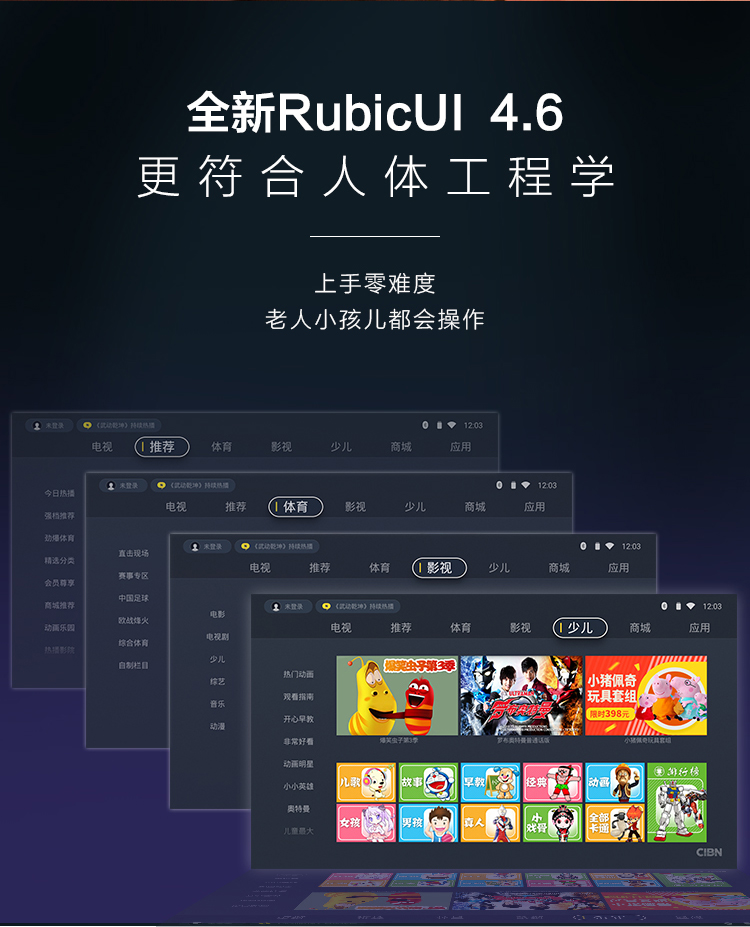 全新RubicUI 4.6
更符合人体工程学
上手零难度
老人小孩儿都会操作
未登录 《武动乾坤》持续热播 12:03
电视 推荐 体育 影视 少儿 商城 应用
今日热播
强档推荐
劲爆体育
精选分类
会员尊享
商城推荐
动画乐园
热播影院
未登录 《武动乾坤》持续热播 12:03
电视 推荐 体育 影视 少儿 商城 应用
直击现场
赛事专区
中国足球
欧战烽火
综合体育
自制栏目
未登录 《武动乾坤》持续热播 12:03
电视 推荐 体育 影视 少儿 商城 应用
电影
电视剧
少儿
综艺
音乐
动漫
未登录 《武动乾坤》持续热播 12:03
电视 推荐 体育 影视 少儿 商城 应用
热门动画
观看指南
开心早教
非常好看
动画明星
小小英雄
奥特曼
儿童最大
爆笑虫子第3季
ULTRAMAN
罗布奥特曼
小猪佩奇
玩具套组
限时398元
爆笑虫子第3季 罗布奥特曼普通话版 小猪佩奇玩具套组
儿歌 故事 早教 经典 动画 排行榜
女孩 男孩 真人 小戏骨 全部卡通
CIBN